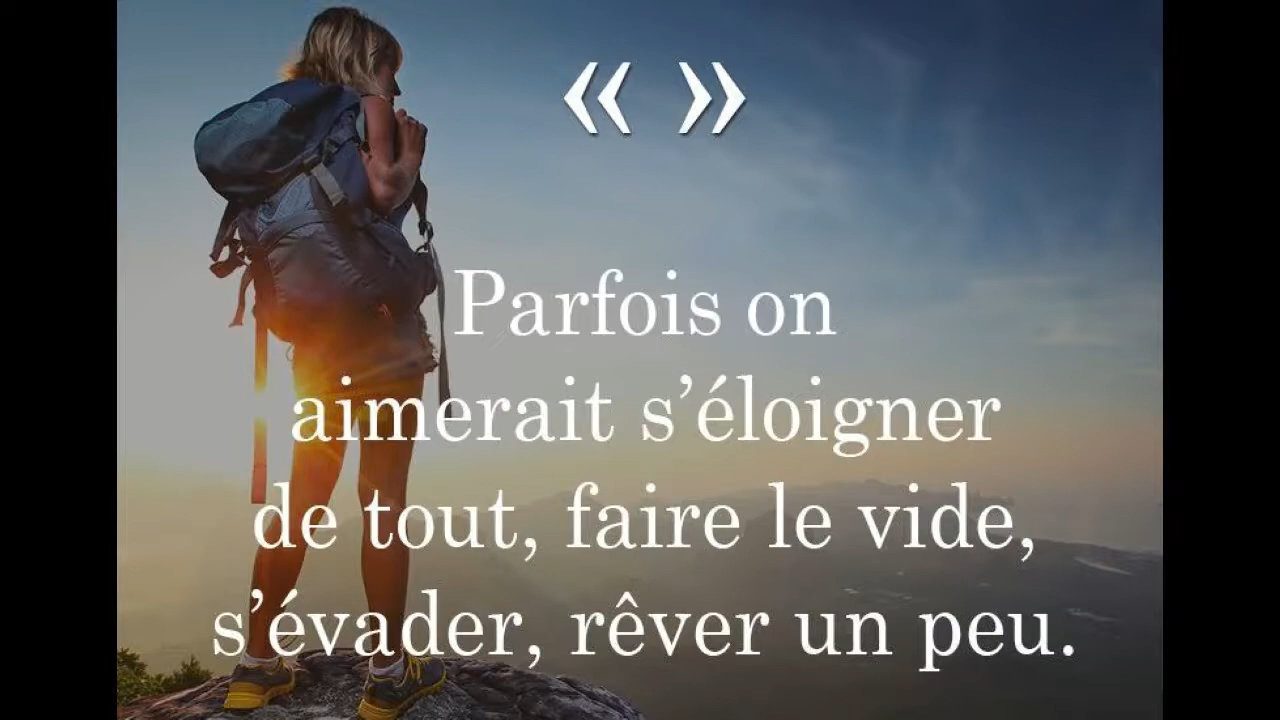 « »
Parfois on
aimerait s’éloigner
de tout, faire le vide,
s’évader, rêver un peu.